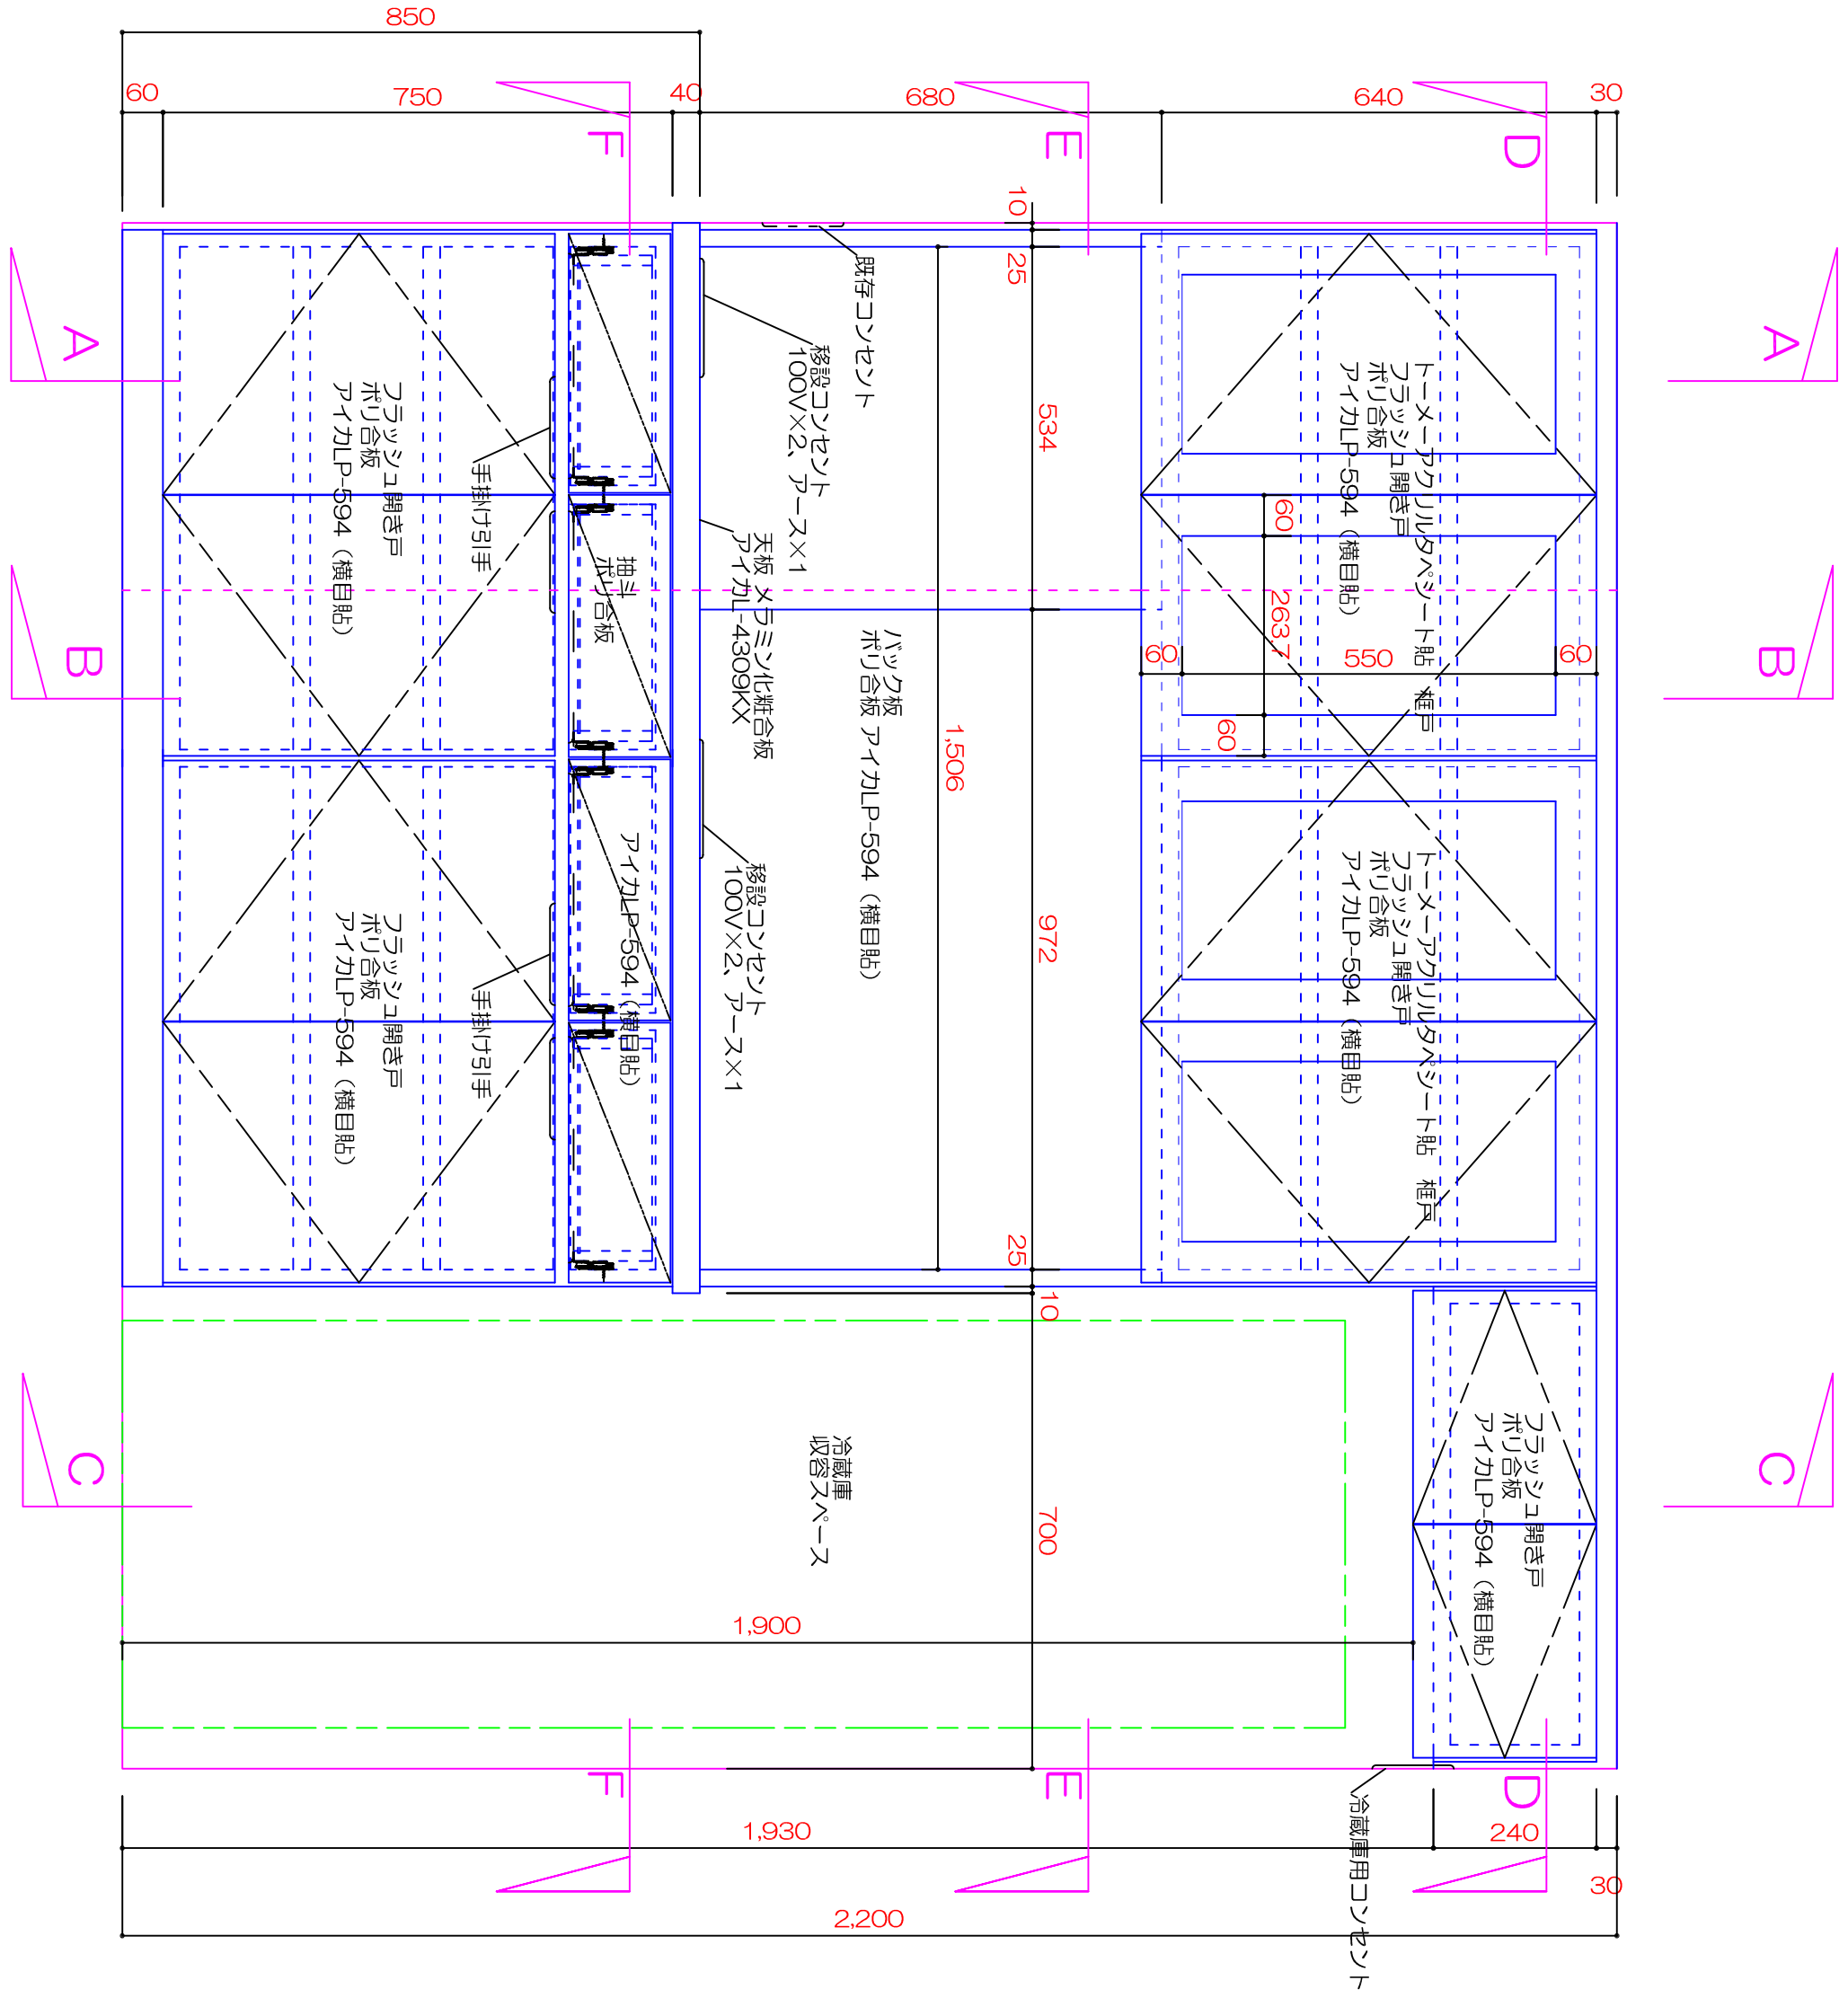 850
60
750
40
680
640
30
F
E
D
10
25
既存コンセント
移設コンセント
100V×2、アース×1
534
A
A
トーメーアクリルタペシート貼　框戸
フラッシュ開き戸
ポリ合板
アイカLP-594（横目貼）
フラッシュ開き戸
ポリ合板
アイカLP-594（横目貼）
手掛け引手
抽斗
ポリ合板
アイカLP-594（横目貼）
天板 メラミン化粧合板
アイカL-4309KX
バック板
ポリ合板 アイカLP-594（横目貼）
60
263.7
60
60
550
60
B
B
1,506
972
トーメーアクリルタペシート貼　框戸
フラッシュ開き戸
ポリ合板
アイカLP-594（横目貼）
移設コンセント
100V×2、アース×1
フラッシュ開き戸
ポリ合板
アイカLP-594（横目貼）
手掛け引手
25
10
C
C
冷蔵庫
収容スペース
700
フラッシュ開き戸
ポリ合板
アイカLP-594（横目貼）
1,900
F
E
D
冷蔵庫用コンセント
1,930
240
30
2,200